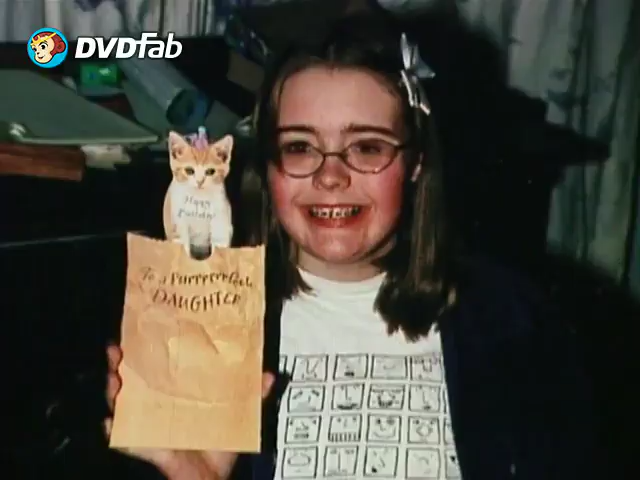 DVDFab
Happy
Birthday
To a Purrrrrfect
DAUGHTER